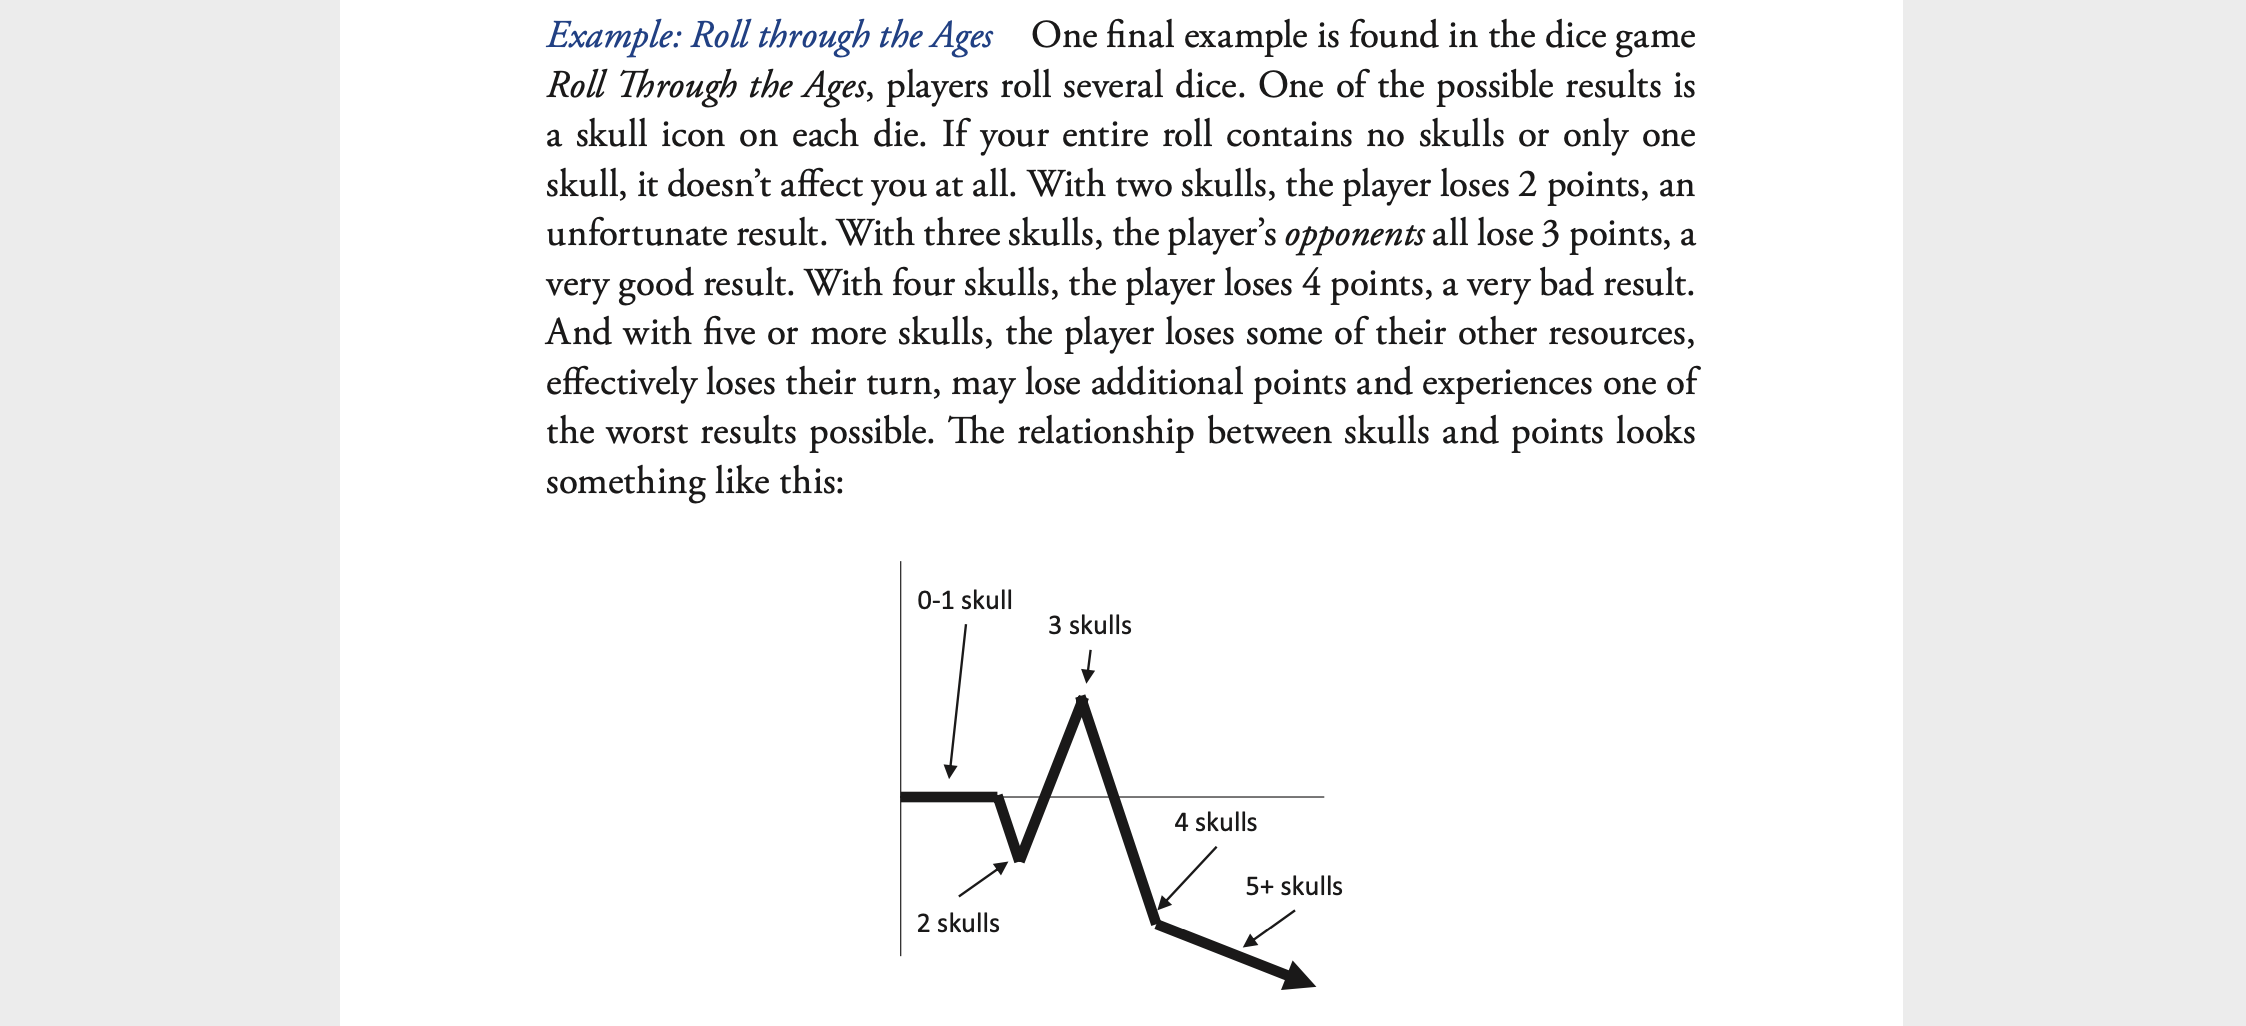 Example: Roll through the Ages One final example is found in the dice game
Roll Through the Ages, players roll several dice. One of the possible results is
a skull icon on each die. If your entire roll contains no skulls or only one
skull, it doesn’t affect you at all. With two skulls, the player loses 2 points, an
unfortunate result. With three skulls, the player’s opponents all lose 3 points, a
very good result. With four skulls, the player loses 4 points, a very bad result.
And with five or more skulls, the player loses some of their other resources,
effectively loses their turn, may lose additional points and experiences one of
the worst results possible. The relationship between skulls and points looks
something like this:
0-1 skull
3 skulls
4 skulls
5+ skulls
2 skulls